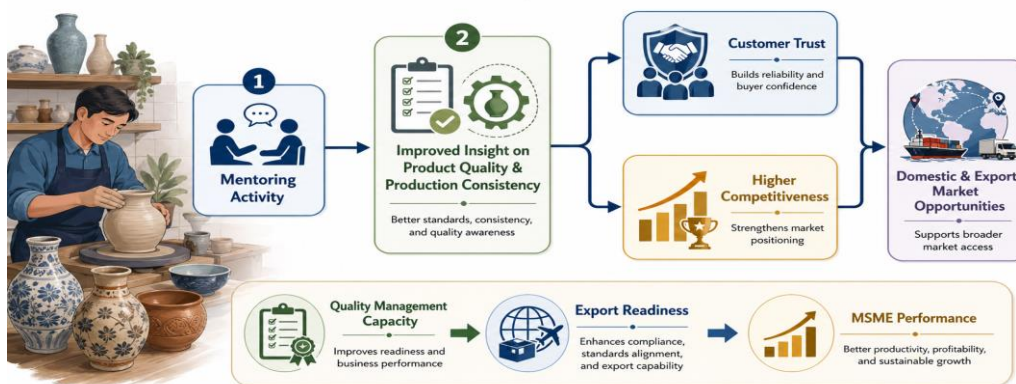 1
Mentoring
Activity
2
Improved Insight on
Product Quality &
Production Consistency
Better standards, consistency,
and quality awareness
Customer Trust
Builds reliability and
buyer confidence
Higher
Competitiveness
Strengthens market
positioning
Domestic & Export
Market
Opportunities
Supports broader
market access
Quality Management
Capacity
Improves readiness and
business performance
Export Readiness
Enhances compliance,
standards alignment,
and export capability
MSME Performance
Better productivity, profitability,
and sustainable growth